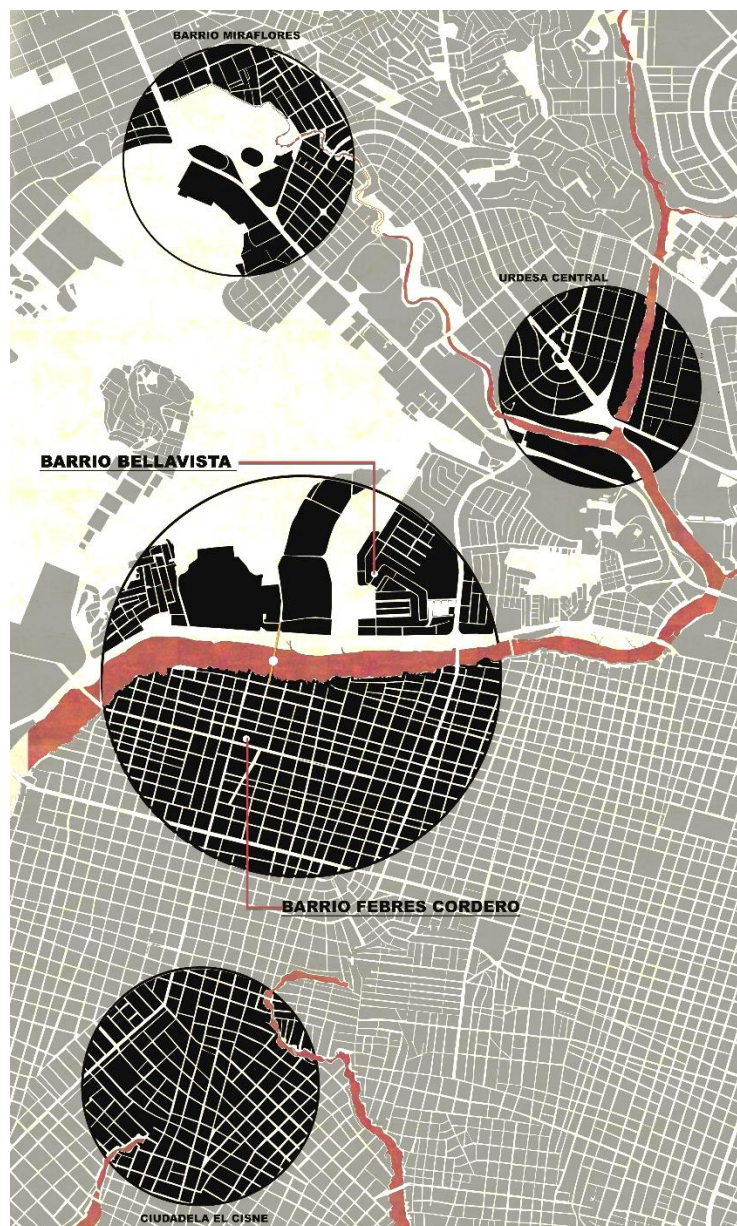 BARRIO MIRAFLORES
URDESA CENTRAL
BARRIO BELLAVISTA
BARRIO FEBRES CORDERO
CIUDADELA EL CISNE